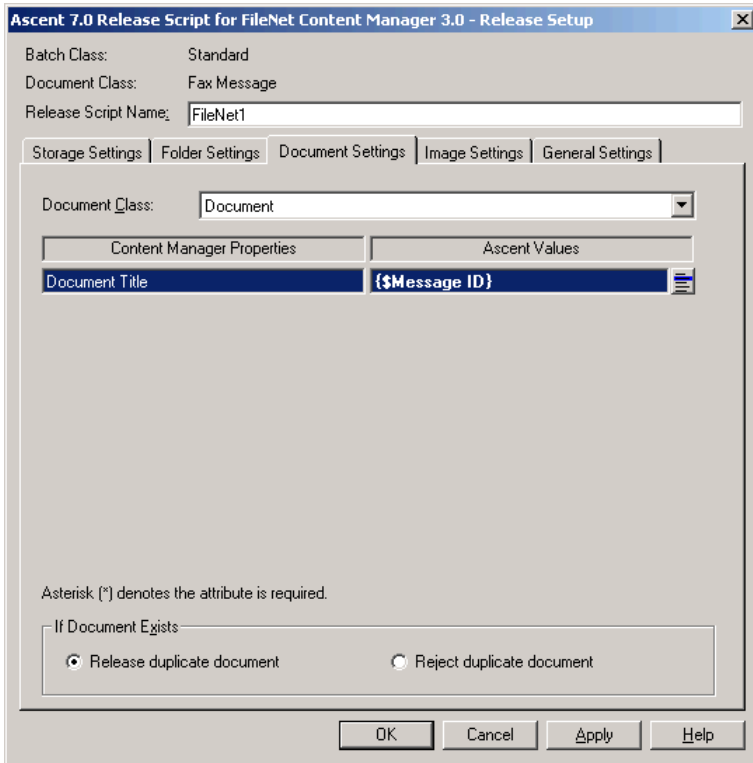 Ascent 7.0 Release Script for FileNet Content Manager 3.0 - Release Setup
Batch Class: Standard
Document Class: Fax Message
Release Script Name: FileNet1
Storage Settings Folder Settings Document Settings Image Settings General Settings
Document Class: Document
Content Manager Properties Ascent Values
Document Title {$Message ID}
Asterisk (*) denotes the attribute is required.
If Document Exists
Release duplicate document Reject duplicate document
OK Cancel Apply Help